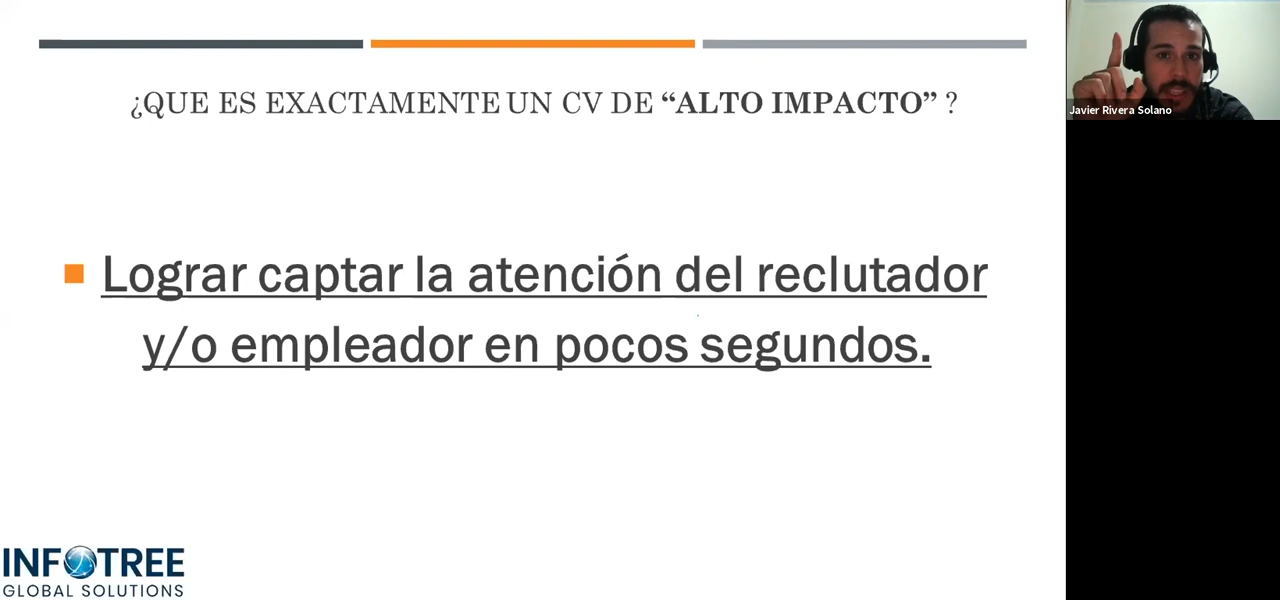 ¿QUE ES EXACTAMENTE UN CV DE “ALTO IMPACTO” ?
Lograr captar la atención del reclutador
y/o empleador en pocos segundos.
Javier Rivera Solano
INFOTREE
GLOBAL SOLUTIONS